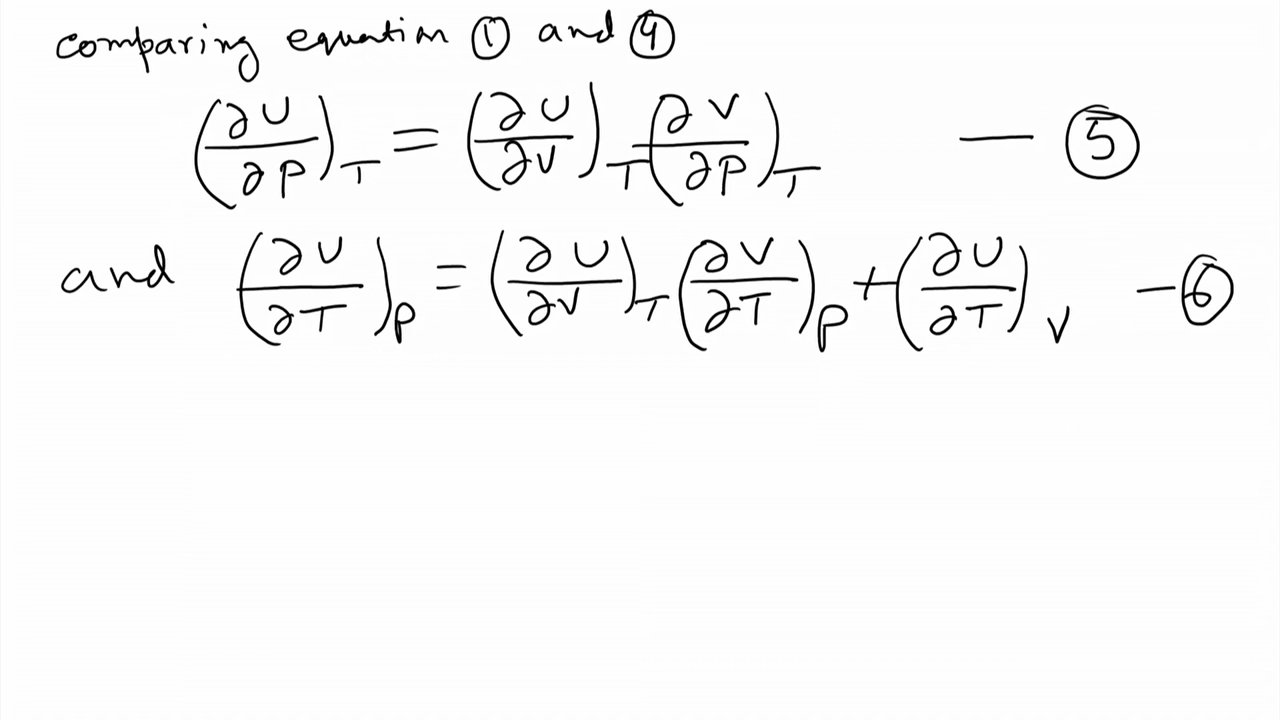 comparing equation ① and ④
(∂U/∂P)_T = (∂U/∂V)_T (∂V/∂P)_T — ⑤
and (∂U/∂T)_P = (∂U/∂V)_T (∂V/∂T)_P + (∂U/∂T)_V — ⑥